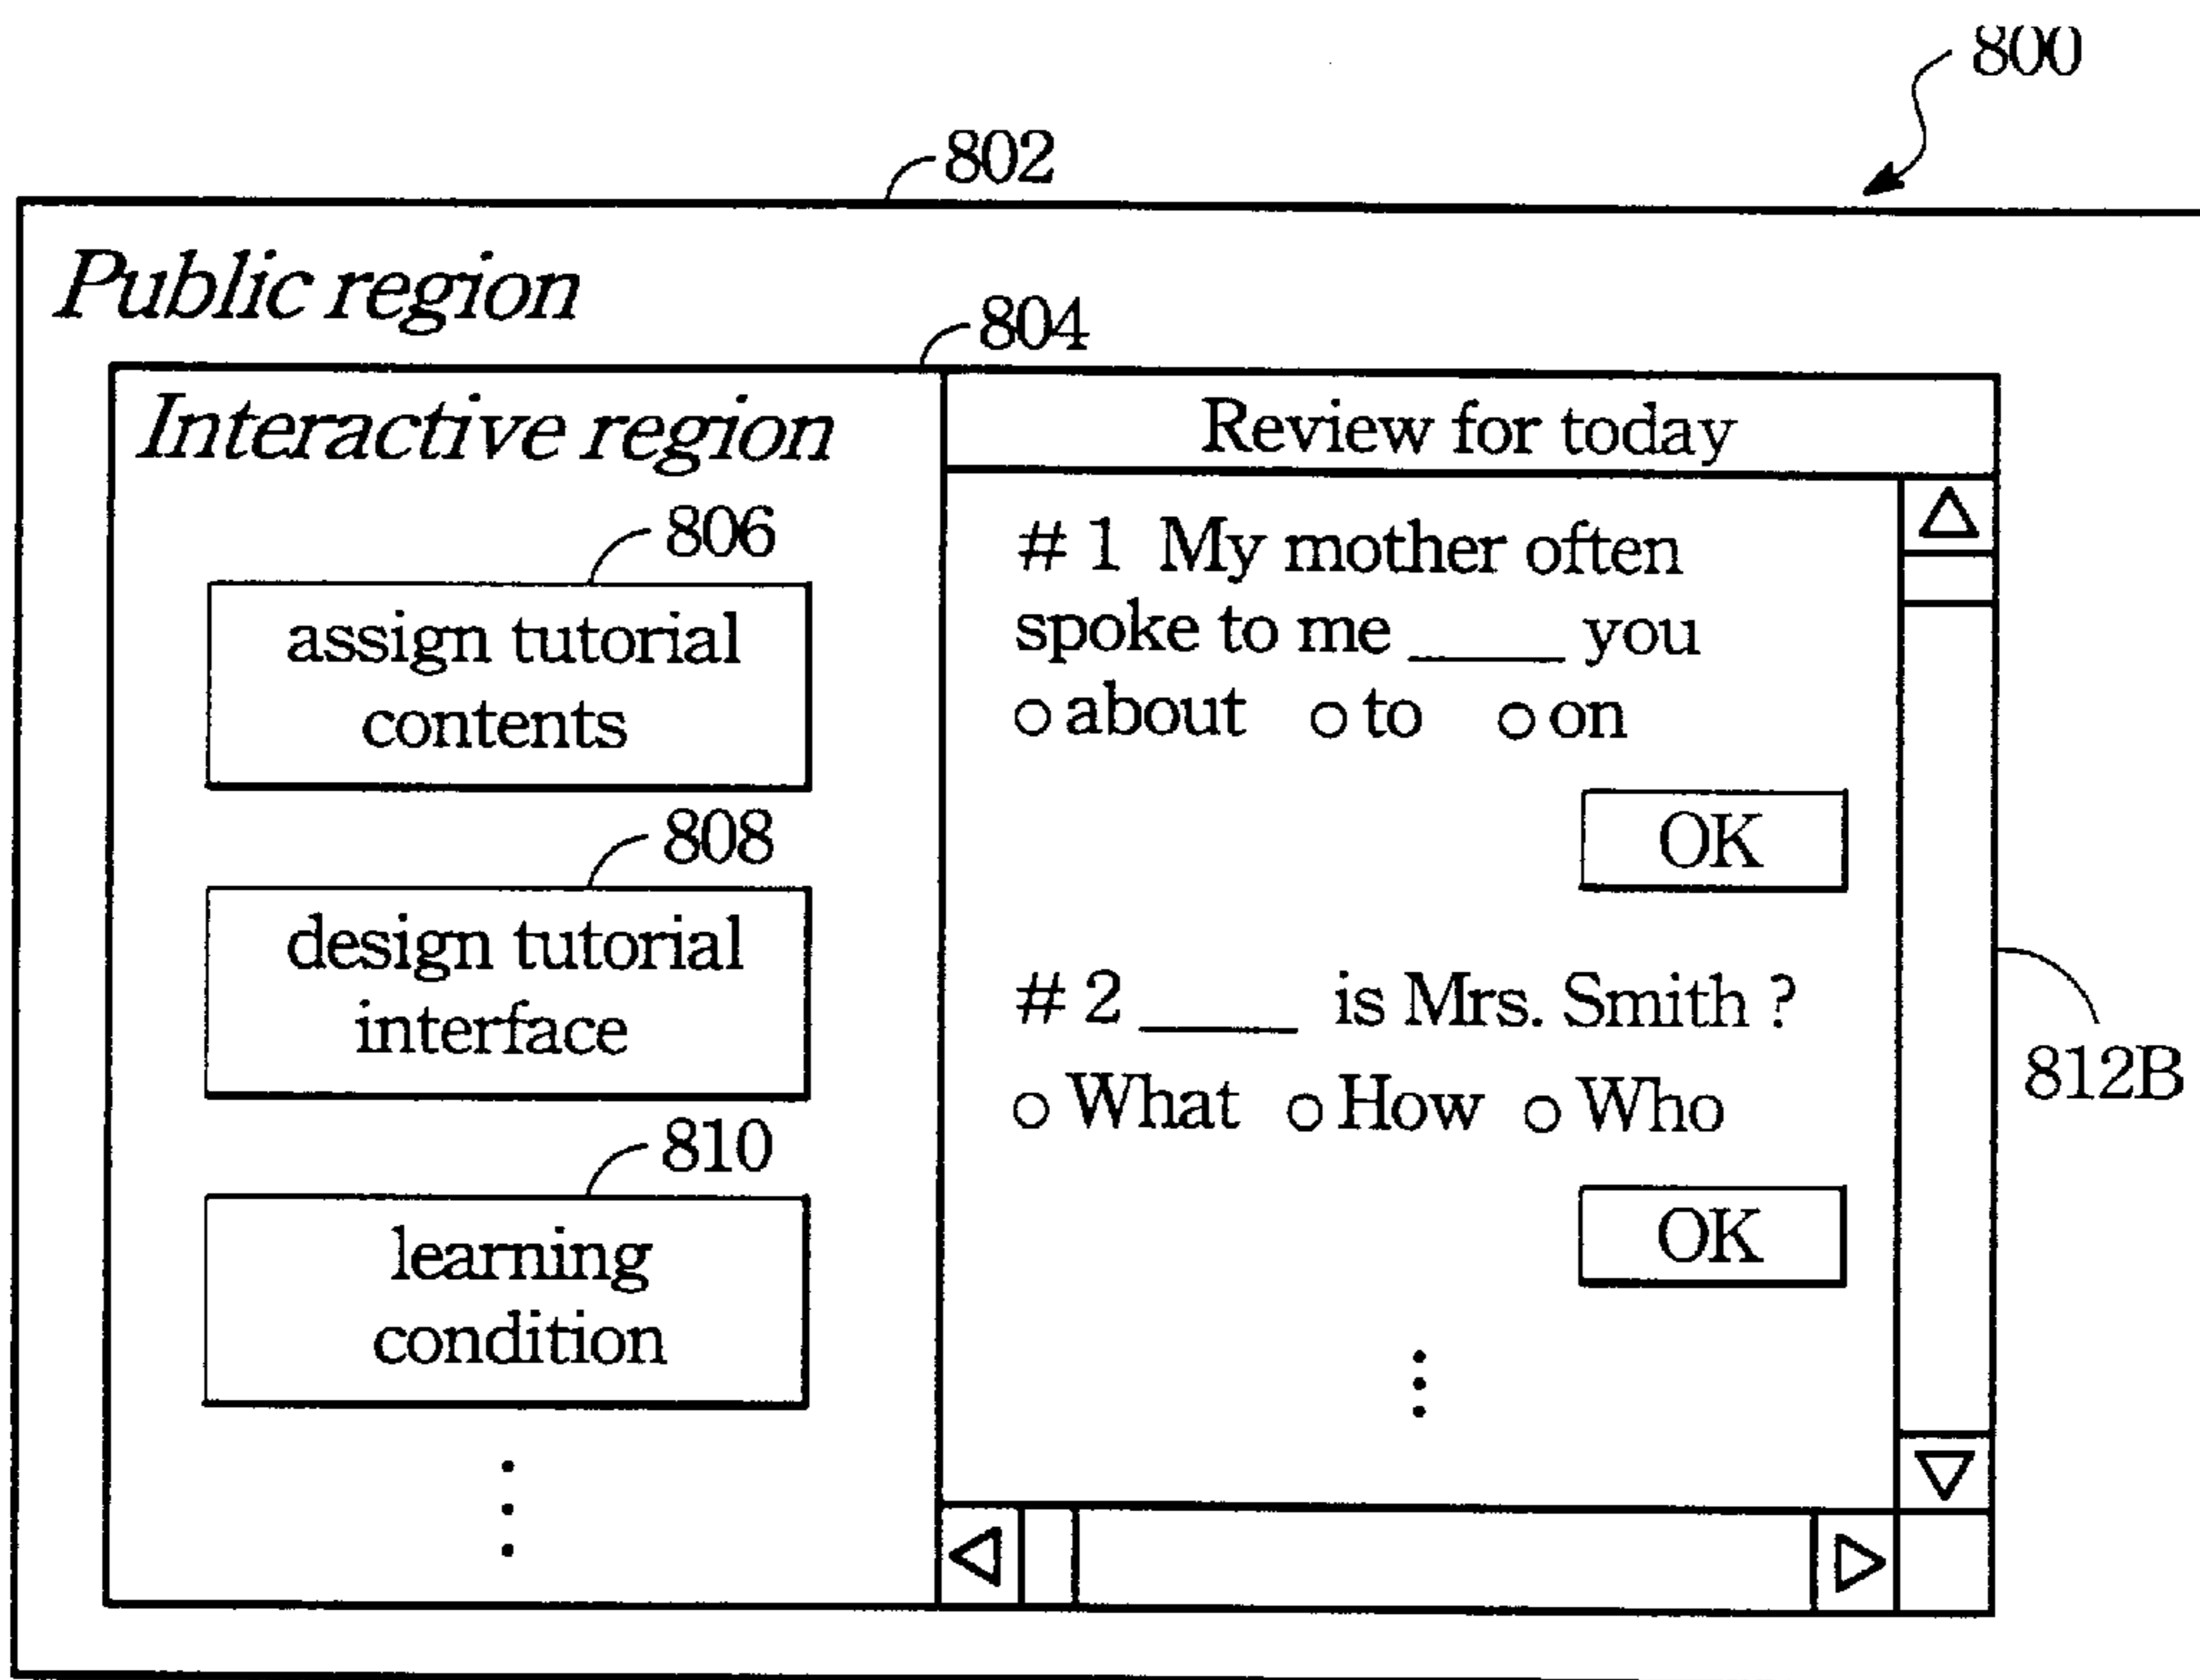 800
802
Public region
804
Interactive region
806
assign tutorial
contents
808
design tutorial
interface
810
learning
condition
Review for today
# 1 My mother often
spoke to me _____ you
○ about ○ to ○ on
OK
# 2 _____ is Mrs. Smith ?
○ What ○ How ○ Who
OK
812B